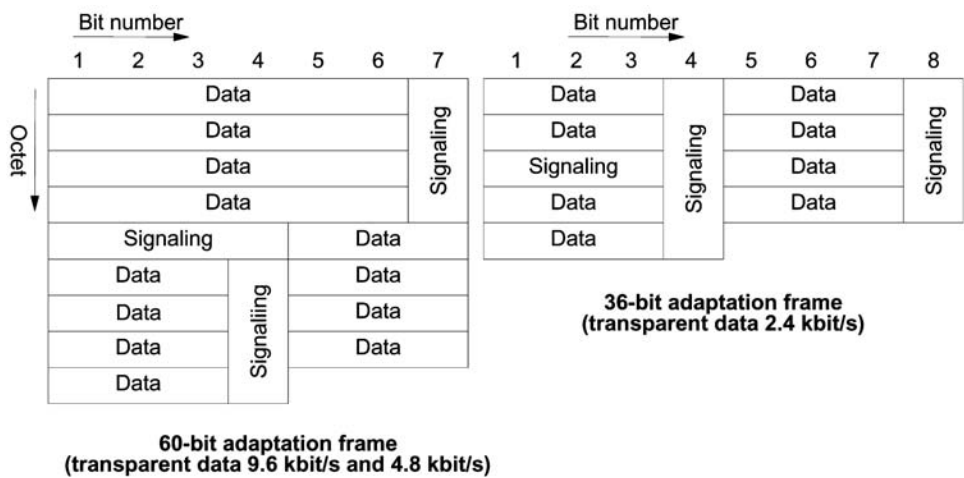 Bit number
1 2 3 4 5 6 7
Octet
Data
Data
Data
Data
Signaling
Signaling Data
Data Data
Data Data
Data Data
Data
Signaliing
60-bit adaptation frame
(transparent data 9.6 kbit/s and 4.8 kbit/s)
Bit number
1 2 3 4 5 6 7 8
Data Data
Data Data
Signaling Data
Data Data
Data
Signaling
Signaling
36-bit adaptation frame
(transparent data 2.4 kbit/s)